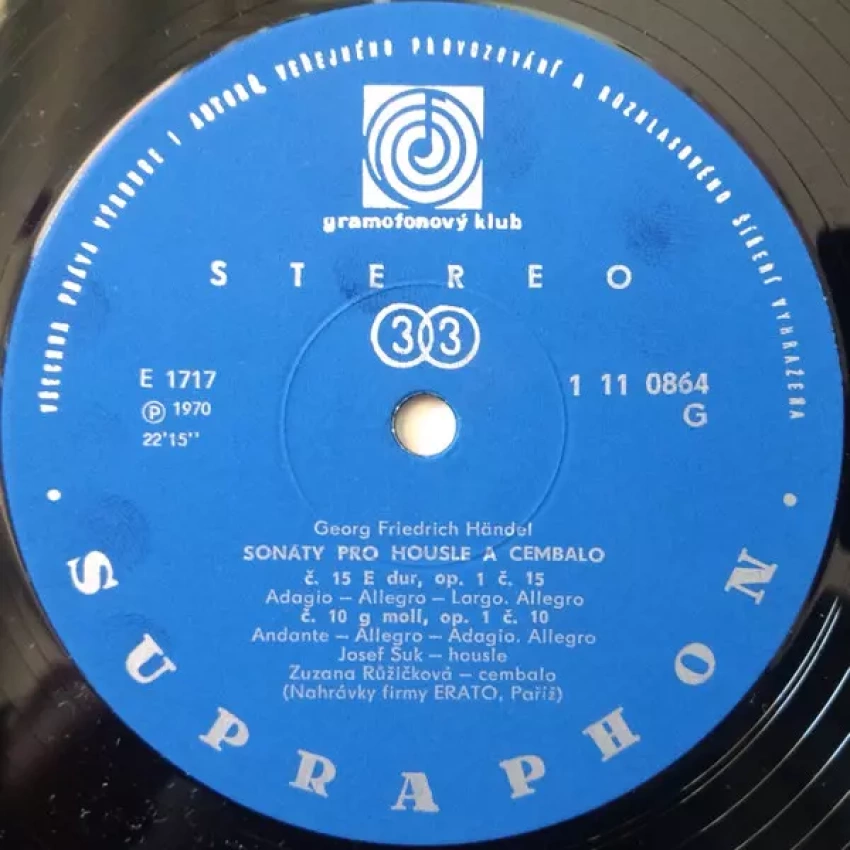 VŠECHNA PRÁVA VÝROBCE I AUTORŮ, VEŘEJNÉHO PROVOZOVÁNÍ A ROZHLASOVÉHO ŠÍŘENÍ VYHRAŽENA
gramofonový klub
STEREO
33
E 1717
1 11 0864
Ⓟ 1970
G
22'15''
Georg Friedrich Händel
SONÁTY PRO HOUSLE A CEMBALO
č. 15 E dur, op. 1 č. 15
Adagio – Allegro – Largo. Allegro
č. 10 g moll, op. 1 č. 10
Andante – Allegro – Adagio. Allegro
Josef Suk – housle
Zuzana Růžičková – cembalo
(Nahrávky firmy ERATO, Paříž)
• SUPRAPHON •